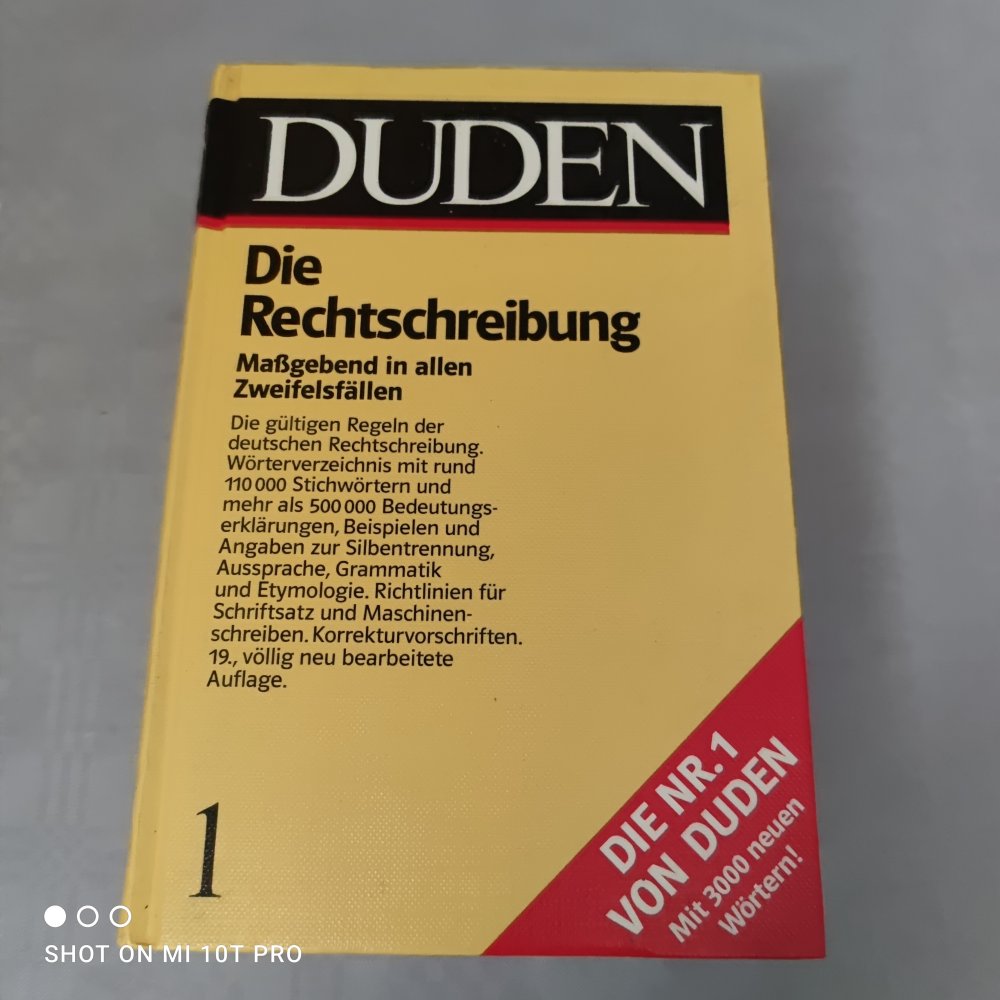 DUDEN
Die
Rechtschreibung
Maßgebend in allen
Zweifelsfällen
Die gültigen Regeln der
deutschen Rechtschreibung.
Wörterverzeichnis mit rund
110 000 Stichwörtern und
mehr als 500 000 Bedeutungs-
erklärungen, Beispielen und
Angaben zur Silbentrennung,
Aussprache, Grammatik
und Etymologie. Richtlinien für
Schriftsatz und Maschinen-
schreiben. Korrekturvorschriften.
19., völlig neu bearbeitete
Auflage.
1
DIE NR. 1
VON DUDEN
Mit 3000 neuen
Wörtern!
SHOT ON MI 10T PRO